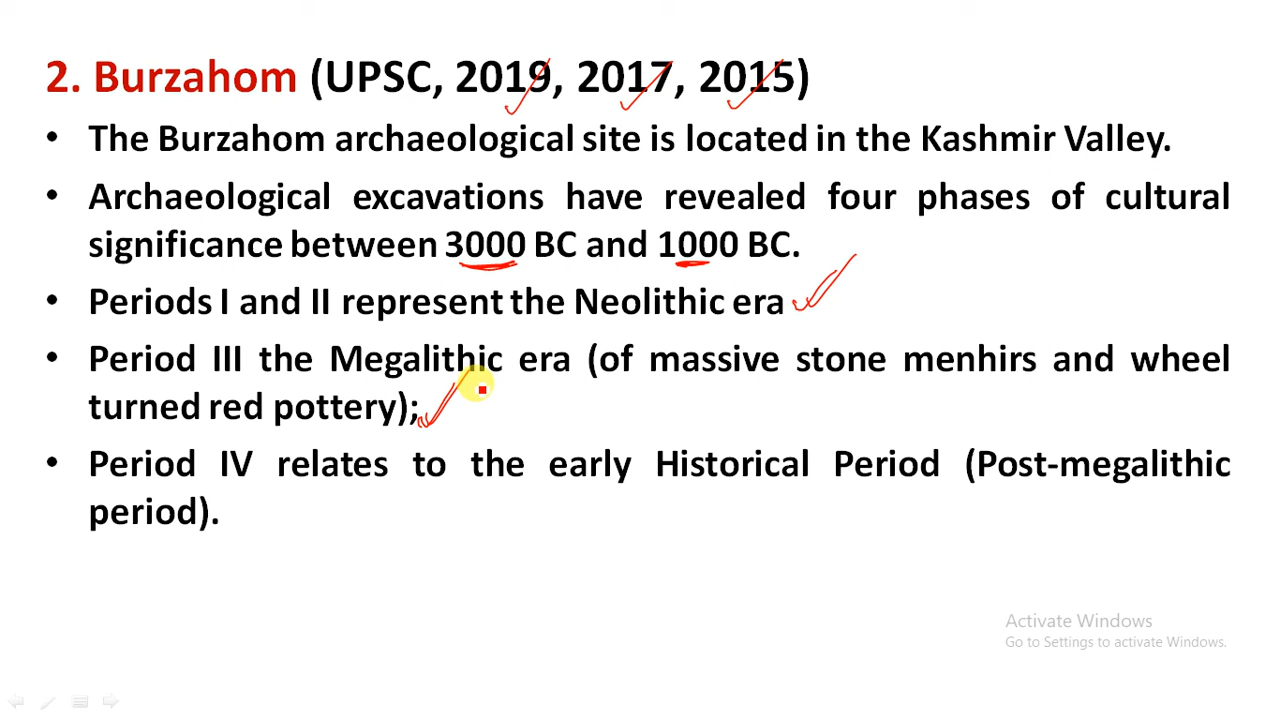 2. Burzahom (UPSC, 2019, 2017, 2015)
• The Burzahom archaeological site is located in the Kashmir Valley.
• Archaeological excavations have revealed four phases of cultural
significance between 3000 BC and 1000 BC.
• Periods I and II represent the Neolithic era
• Period III the Megalithic era (of massive stone menhirs and wheel
turned red pottery);
• Period IV relates to the early Historical Period (Post-megalithic
period).
Activate Windows
Go to Settings to activate Windows.